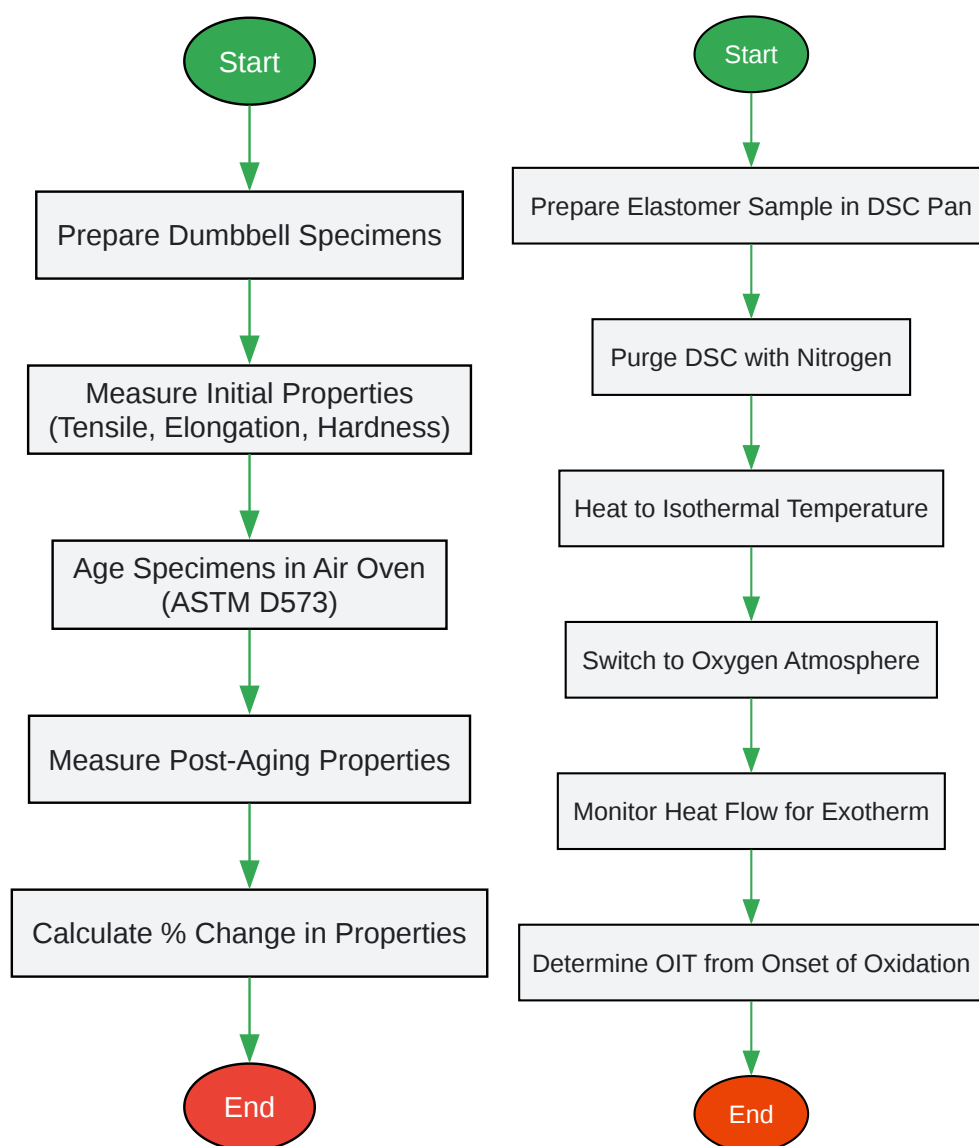 Start
Prepare Dumbbell Specimens
Measure Initial Properties
(Tensile, Elongation, Hardness)
Age Specimens in Air Oven
(ASTM D573)
Measure Post-Aging Properties
Calculate % Change in Properties
End
Start
Prepare Elastomer Sample in DSC Pan
Purge DSC with Nitrogen
Heat to Isothermal Temperature
Switch to Oxygen Atmosphere
Monitor Heat Flow for Exotherm
Determine OIT from Onset of Oxidation
End